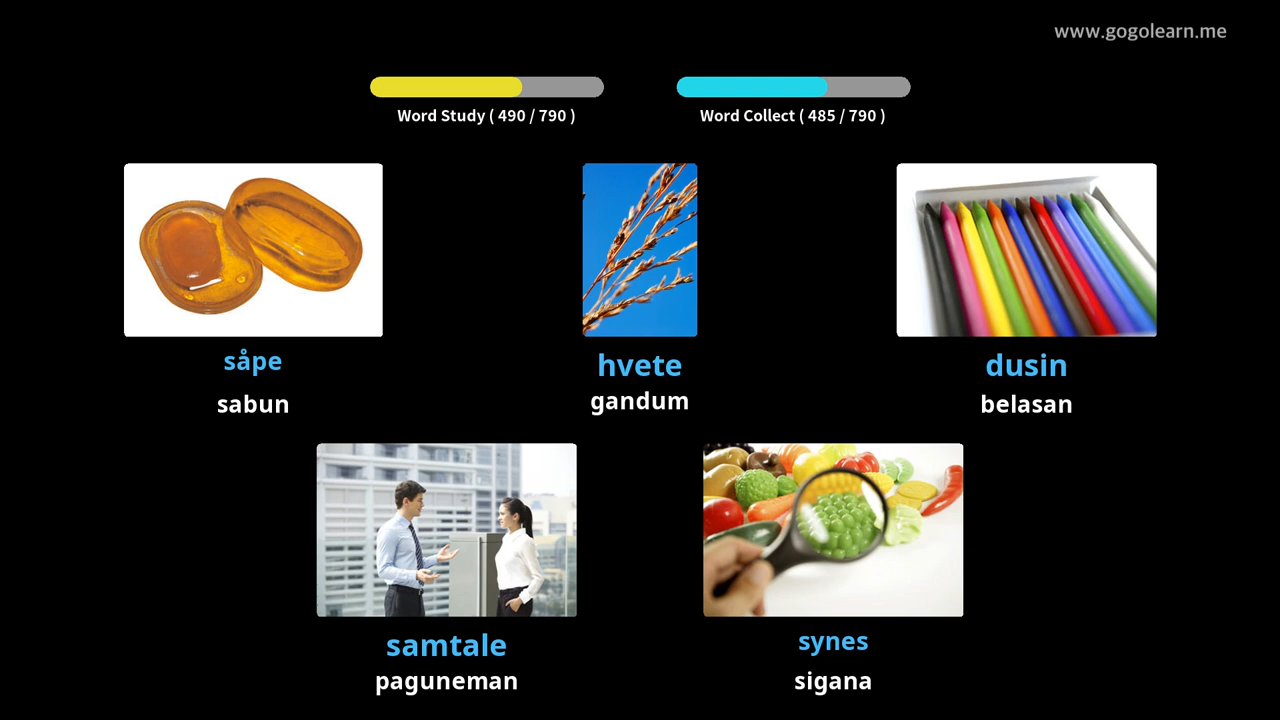 www.gogolearn.me
Word Study ( 490 / 790 )
Word Collect ( 485 / 790 )
såpe
sabun
hvete
gandum
dusin
belasan
samtale
paguneman
synes
sigana